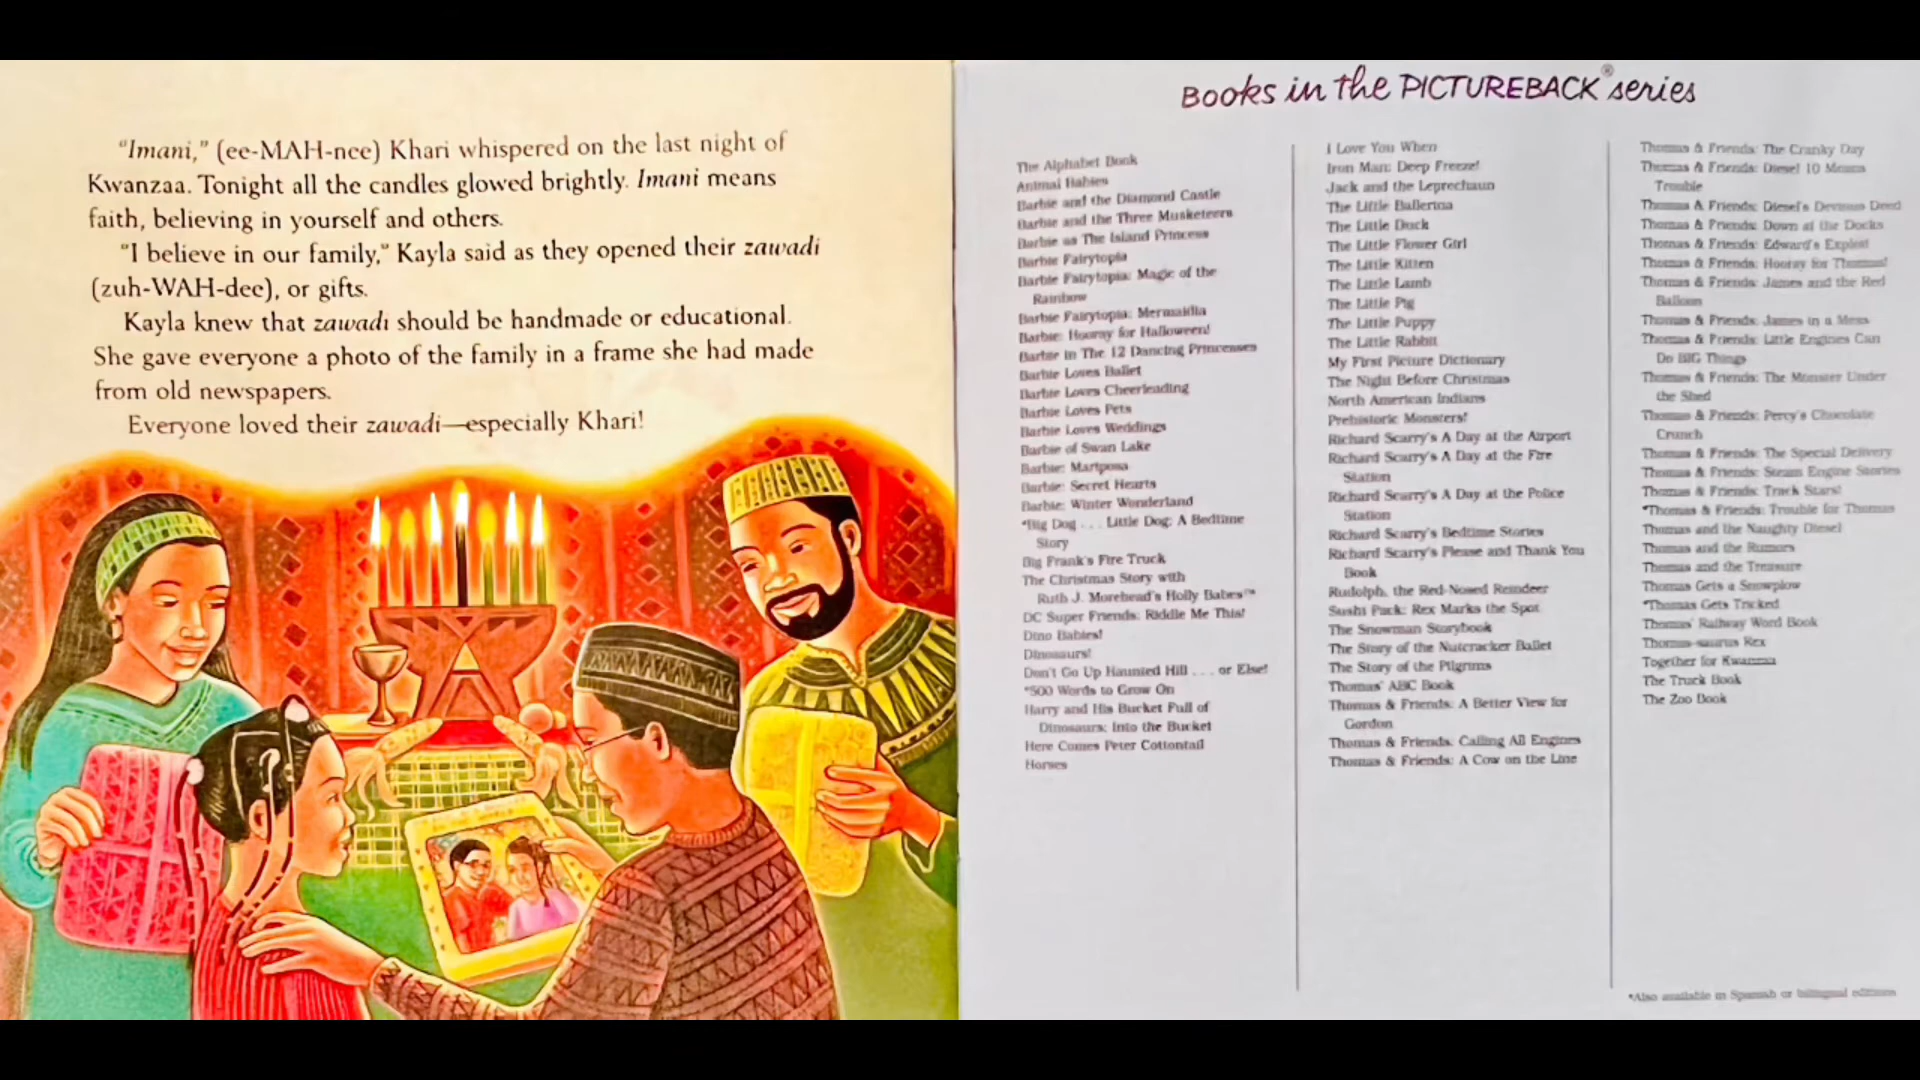 "Imani," (ee-MAH-nee) Khari whispered on the last night of
Kwanzaa. Tonight all the candles glowed brightly. Imani means
faith, believing in yourself and others.
"I believe in our family," Kayla said as they opened their zawadi
(zuh-WAH-dee), or gifts.
Kayla knew that zawadi should be handmade or educational.
She gave everyone a photo of the family in a frame she had made
from old newspapers.
Everyone loved their zawadi—especially Khari!
Books in the PICTUREBACK® series
The Alphabet Book
Animal Babies
Barbie and the Diamond Castle
Barbie and the Three Musketeers
Barbie as The Island Princess
Barbie Fairytopia
Barbie Fairytopia: Magic of the
Rainbow
Barbie Fairytopia: Mermaidia
Barbie: Hooray for Halloween!
Barbie in The 12 Dancing Princesses
Barbie Loves Ballet
Barbie Loves Cheerleading
Barbie Loves Pets
Barbie Loves Weddings
Barbie of Swan Lake
Barbie: Mariposa
Barbie: Secret Hearts
Barbie: Winter Wonderland
*Big Dog . . . Little Dog: A Bedtime
Story
Big Frank's Fire Truck
The Christmas Story with
Ruth J. Morehead's Holly Babes™
DC Super Friends: Riddle Me This!
Dino Babies!
Dinosaurs!
Don't Go Up Haunted Hill . . . or Else!
*500 Words to Grow On
Harry and His Bucket Full of
Dinosaurs: Into the Bucket
Here Comes Peter Cottontail
Horses
I Love You When
Iron Man: Deep Freeze!
Jack and the Leprechaun
The Little Ballerina
The Little Duck
The Little Flower Girl
The Little Kitten
The Little Lamb
The Little Pig
The Little Puppy
The Little Rabbit
My First Picture Dictionary
The Night Before Christmas
North American Indians
Prehistoric Monsters!
Richard Scarry's A Day at the Airport
Richard Scarry's A Day at the Fire
Station
Richard Scarry's A Day at the Police
Station
Richard Scarry's Bedtime Stories
Richard Scarry's Please and Thank You
Book
Rudolph, the Red-Nosed Reindeer
Sushi Pack: Rex Marks the Spot
The Snowman Storybook
The Story of the Nutcracker Ballet
The Story of the Pilgrims
Thomas' ABC Book
Thomas & Friends: A Better View for
Gordon
Thomas & Friends: Calling All Engines
Thomas & Friends: A Cow on the Line
Thomas & Friends: The Cranky Day
Thomas & Friends: Diesel 10 Means
Trouble
Thomas & Friends: Diesel's Devious Deed
Thomas & Friends: Down at the Docks
Thomas & Friends: Edward's Exploit
Thomas & Friends: Hooray for Thomas!
Thomas & Friends: James and the Red
Balloon
Thomas & Friends: James in a Mess
Thomas & Friends: Little Engines Can
Do BIG Things
Thomas & Friends: The Monster Under
the Shed
Thomas & Friends: Percy's Chocolate
Crunch
Thomas & Friends: The Special Delivery
Thomas & Friends: Steam Engine Stories
Thomas & Friends: Track Stars!
*Thomas & Friends: Trouble for Thomas
Thomas and the Naughty Diesel
Thomas and the Rumors
Thomas and the Treasure
Thomas Gets a Snowplow
*Thomas Gets Tricked
Thomas' Railway Word Book
Thomas-saurus Rex
Together for Kwanzaa
The Truck Book
The Zoo Book
*Also available in Spanish or bilingual editions